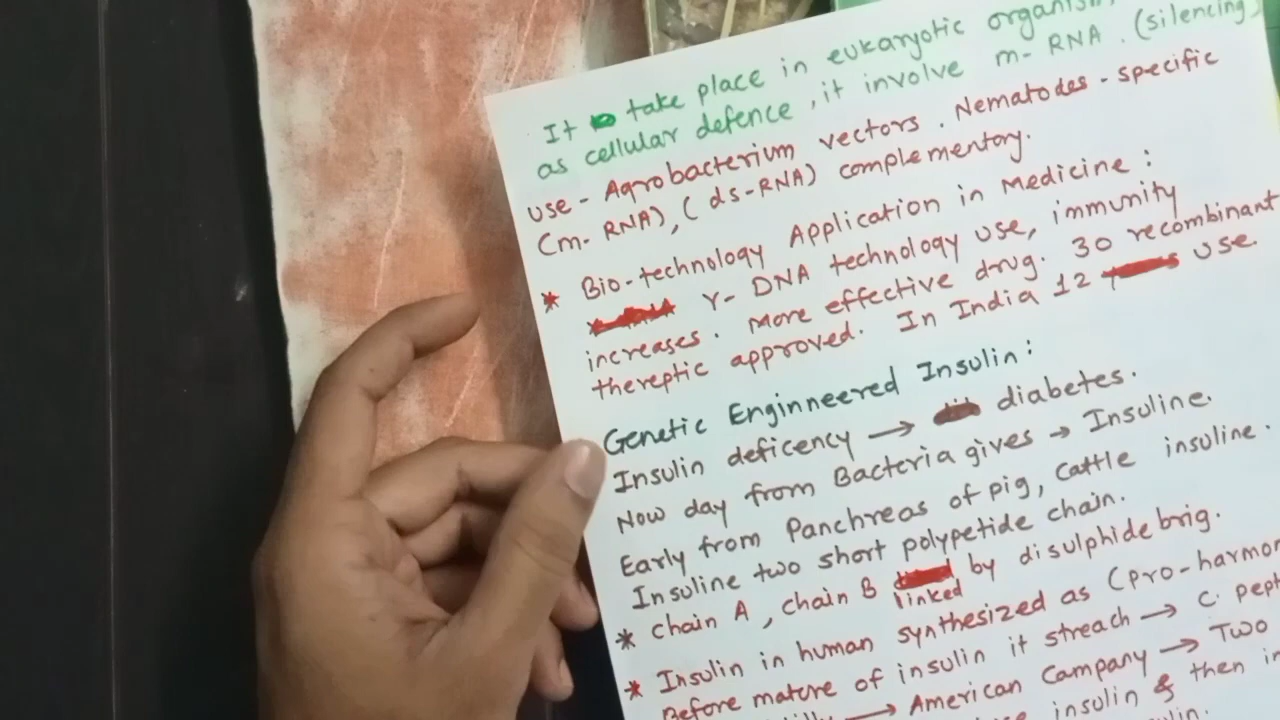 It take place in eukaryotic organism
as cellular defence, it involve m- RNA. (silencing)
use - Agrobacterium vectors. Nematodes - specific
(m- RNA), (ds-RNA) complementory.
* Bio-technology Application in Medicine :
r- DNA technology use, immunity
increases. More effective drug. 30 recombinant
thereptic approved. In India 12 use.
Genetic Enginneered Insulin :
Insulin deficency → diabetes.
Now day from Bacteria gives → Insuline.
Early from Panchreas of pig, cattle insuline.
Insuline two short polypetide chain.
* chain A, chain B linked by disulphide brig.
* Insulin in human synthesized as (pro-harmon
Before mature of insulin it streach → C. pept
→ American Campany → Two
insulin & then in